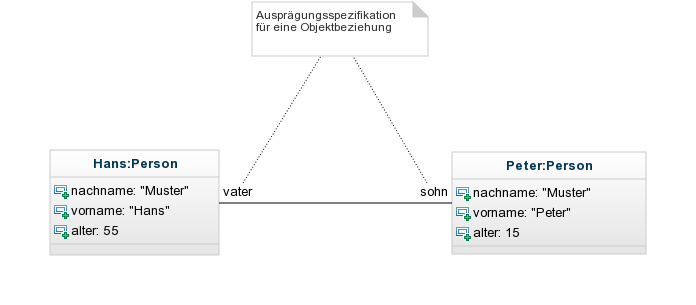 Ausprägungsspezifikation
für eine Objektbeziehung
Hans:Person
nachname: "Muster"
vorname: "Hans"
alter: 55
vater
sohn
Peter:Person
nachname: "Muster"
vorname: "Peter"
alter: 15